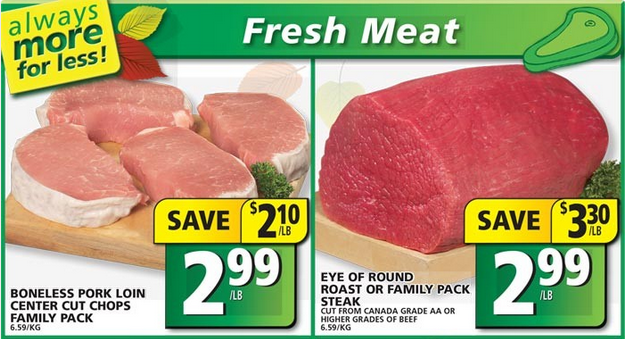 always
more
for less!
Fresh Meat
SAVE $2.10 /LB
2.99 /LB
BONELESS PORK LOIN
CENTER CUT CHOPS
FAMILY PACK
6.59/KG
SAVE $3.30 /LB
2.99 /LB
EYE OF ROUND
ROAST OR FAMILY PACK
STEAK
CUT FROM CANADA GRADE AA OR
HIGHER GRADES OF BEEF
6.59/KG